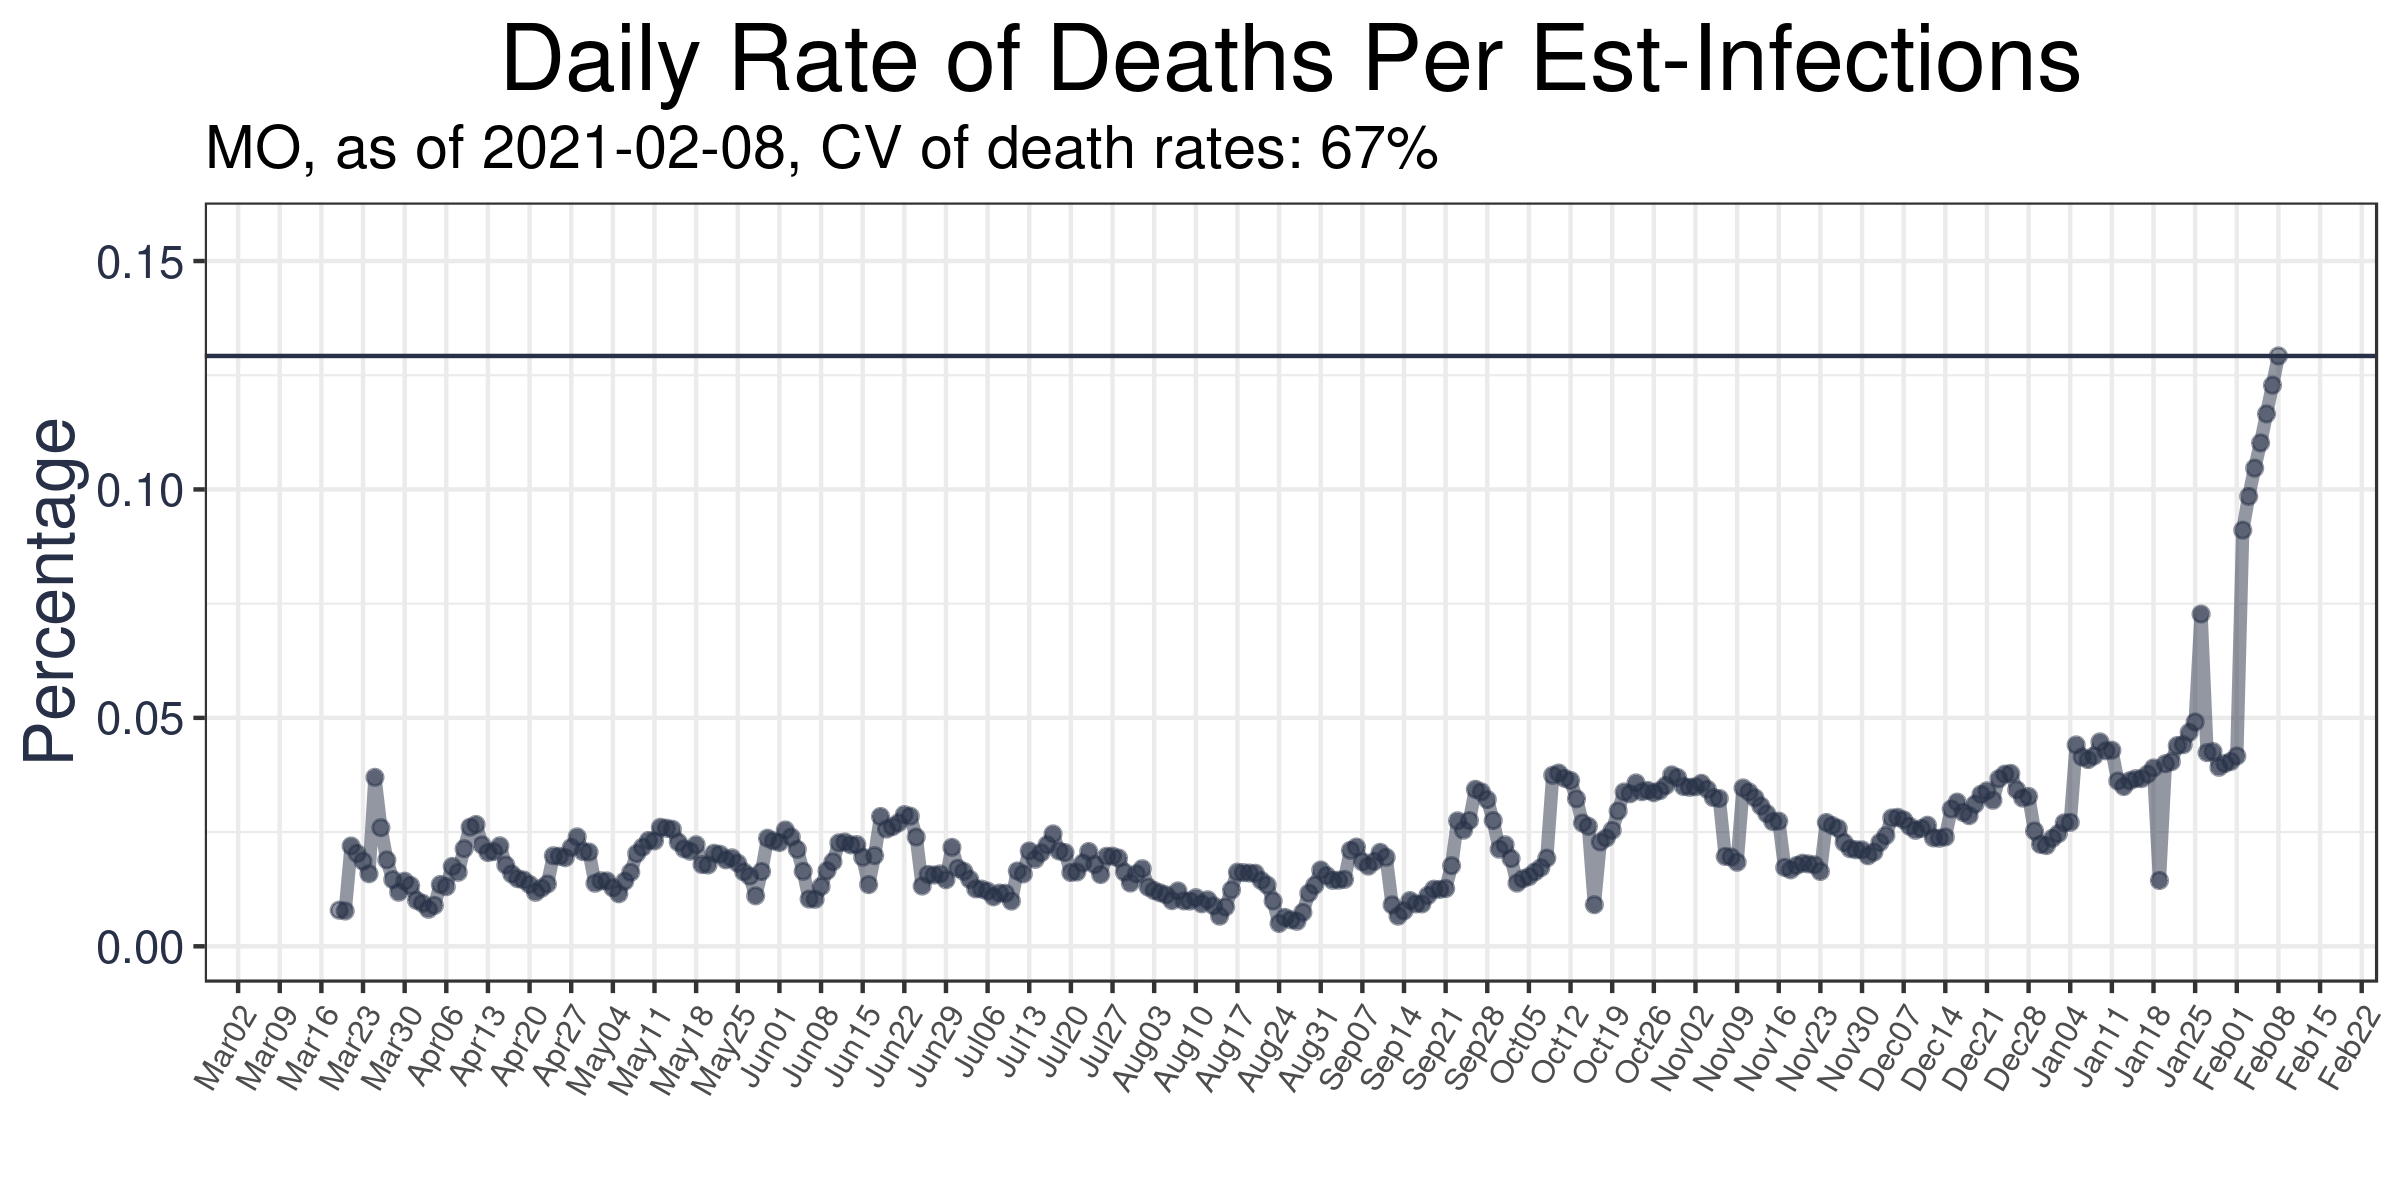 Daily Rate of Deaths Per Est-Infections
MO, as of 2021-02-08, CV of death rates: 67%
Percentage
0.15
0.10
0.05
0.00
Mar02
Mar09
Mar16
Mar23
Mar30
Apr06
Apr13
Apr20
Apr27
May04
May11
May18
May25
Jun01
Jun08
Jun15
Jun22
Jun29
Jul06
Jul13
Jul20
Jul27
Aug03
Aug10
Aug17
Aug24
Aug31
Sep07
Sep14
Sep21
Sep28
Oct05
Oct12
Oct19
Oct26
Nov02
Nov09
Nov16
Nov23
Nov30
Dec07
Dec14
Dec21
Dec28
Jan04
Jan11
Jan18
Jan25
Feb01
Feb08
Feb15
Feb22